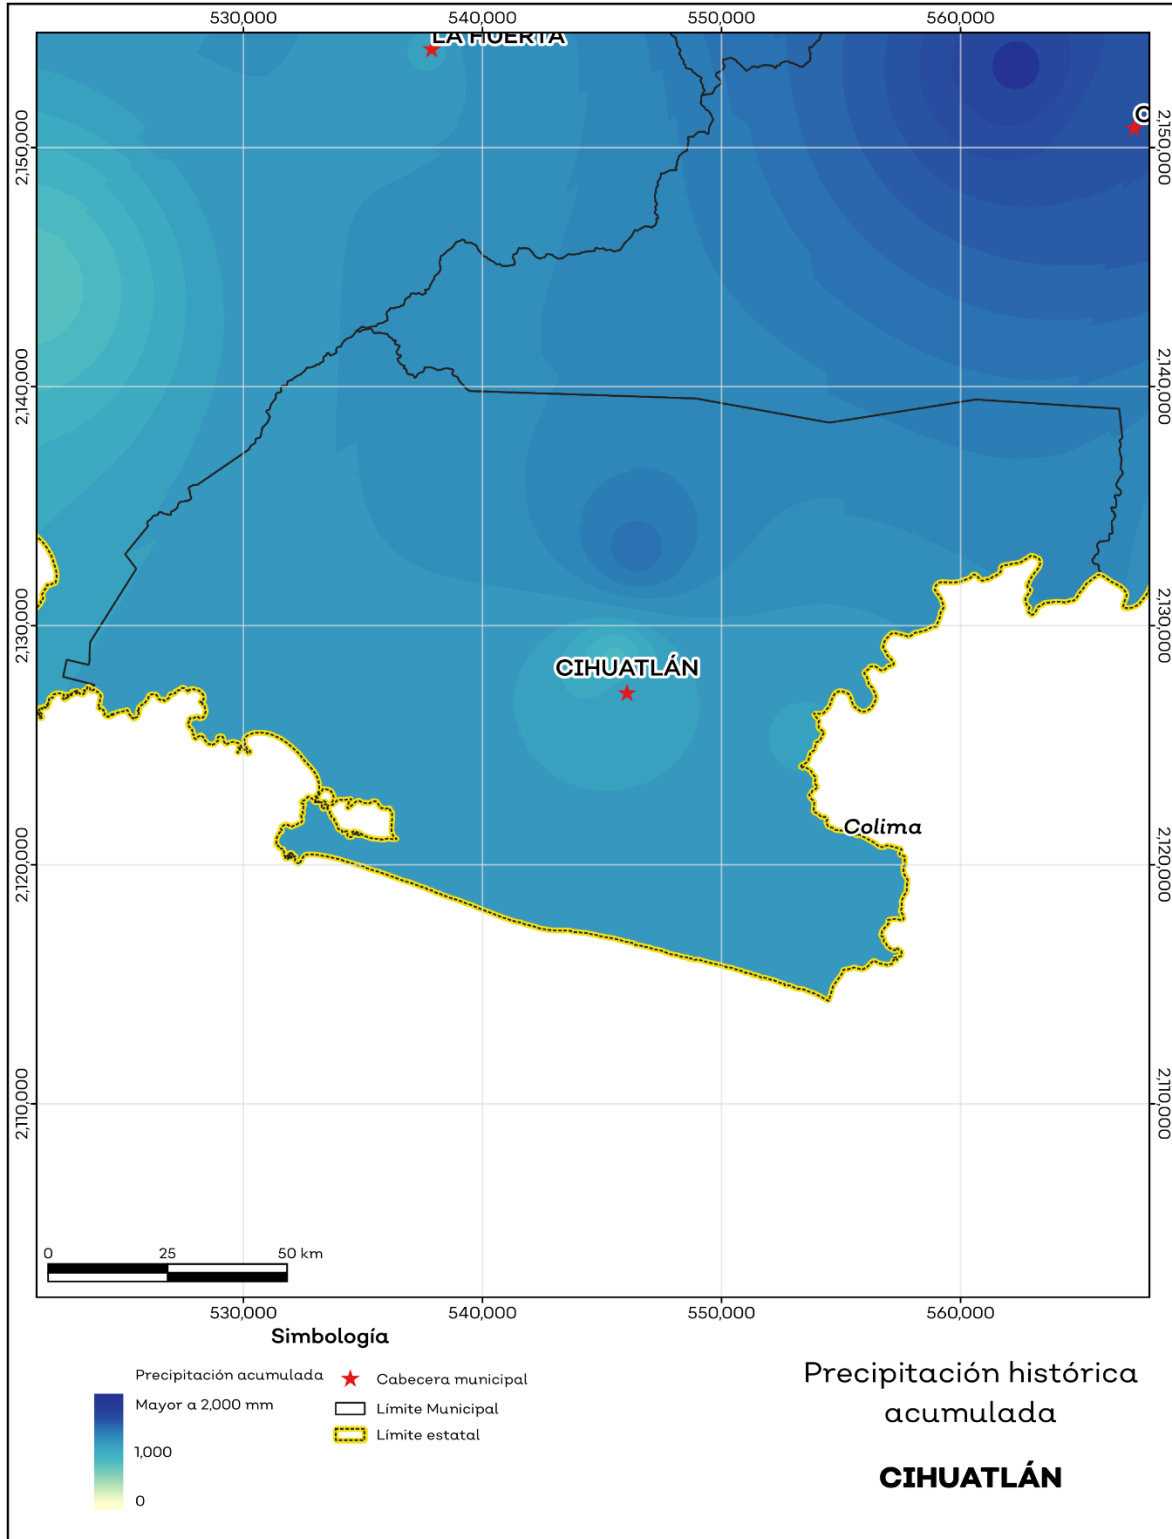 530,000 540,000 550,000 560,000
LA HUERTA
2,150,000 2,150,000
2,140,000 2,140,000
2,130,000 2,130,000
CIHUATLÁN
Colima
2,120,000 2,120,000
2,110,000 2,110,000
0 25 50 km
530,000 540,000 550,000 560,000
Simbología
Precipitación acumulada
Mayor a 2,000 mm
1,000
0
Cabecera municipal
Límite Municipal
Límite estatal
Precipitación histórica
acumulada
CIHUATLÁN